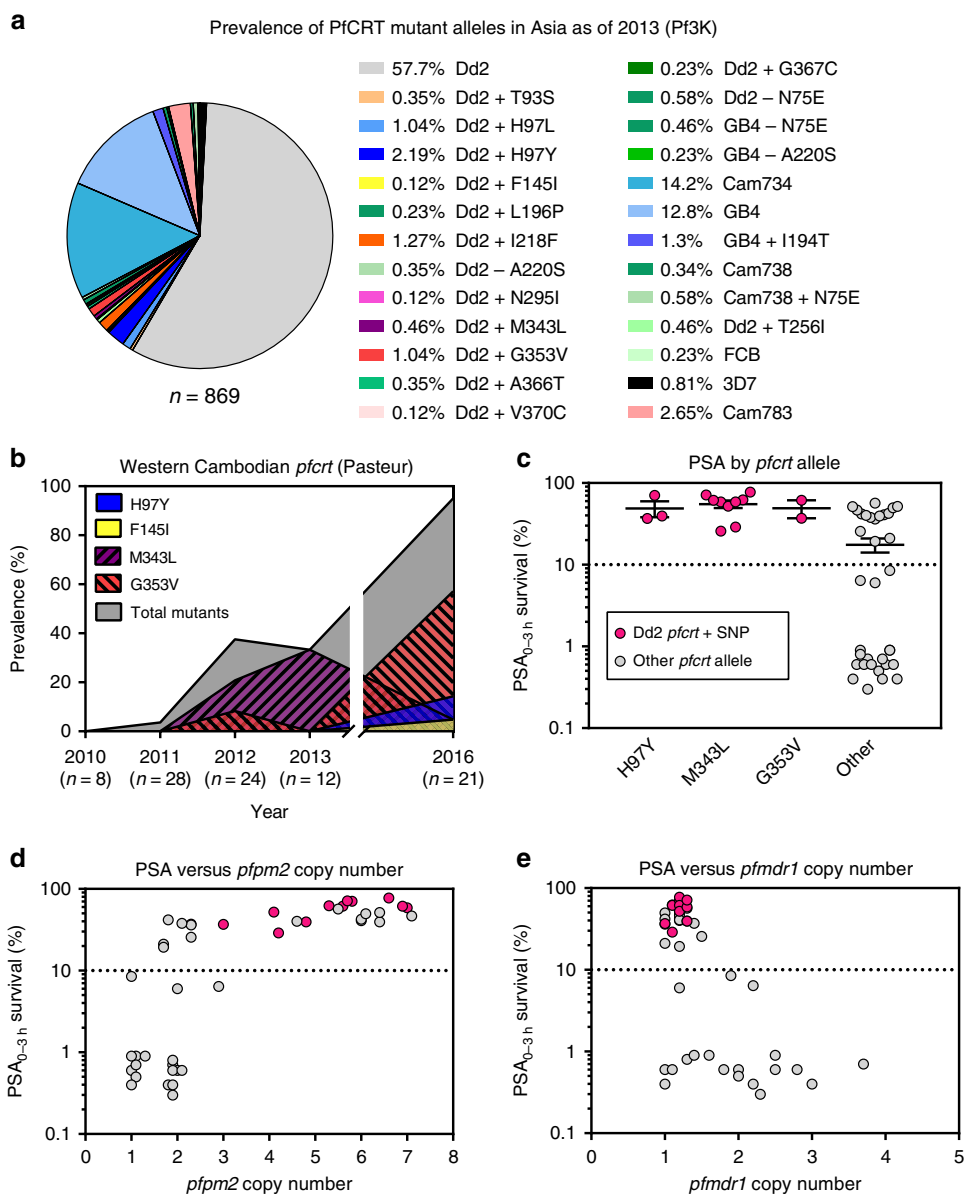 a
Prevalence of PfCRT mutant alleles in Asia as of 2013 (Pf3K)
n = 869
57.7% Dd2
0.35% Dd2 + T93S
1.04% Dd2 + H97L
2.19% Dd2 + H97Y
0.12% Dd2 + F145I
0.23% Dd2 + L196P
1.27% Dd2 + I218F
0.35% Dd2 – A220S
0.12% Dd2 + N295I
0.46% Dd2 + M343L
1.04% Dd2 + G353V
0.35% Dd2 + A366T
0.12% Dd2 + V370C
0.23% Dd2 + G367C
0.58% Dd2 – N75E
0.46% GB4 – N75E
0.23% GB4 – A220S
14.2% Cam734
12.8% GB4
1.3% GB4 + I194T
0.34% Cam738
0.58% Cam738 + N75E
0.46% Dd2 + T256I
0.23% FCB
0.81% 3D7
2.65% Cam783
b
Western Cambodian pfcrt (Pasteur)
Prevalence (%)
100
80
60
40
20
0
H97Y
F145I
M343L
G353V
Total mutants
2010 2011 2012 2013 2016
(n = 8) (n = 28) (n = 24) (n = 12) (n = 21)
Year
c
PSA by pfcrt allele
PSA0–3 h survival (%)
100
10
1
0.1
Dd2 pfcrt + SNP
Other pfcrt allele
H97Y M343L G353V Other
d
PSA versus pfpm2 copy number
PSA0–3 h survival (%)
100
10
1
0.1
0 1 2 3 4 5 6 7 8
pfpm2 copy number
e
PSA versus pfmdr1 copy number
PSA0–3 h survival (%)
100
10
1
0.1
0 1 2 3 4 5
pfmdr1 copy number